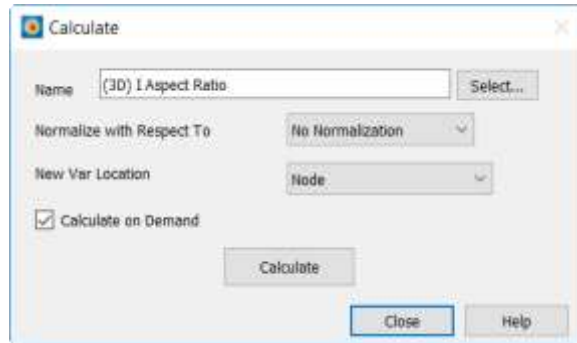 Calculate
Name (3D) I Aspect Ratio Select...
Normalize with Respect To No Normalization
New Var Location Node
Calculate on Demand
Calculate
Close Help